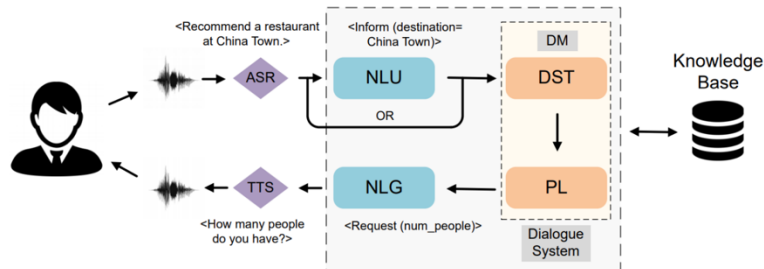 <Recommend a restaurant
at China Town.>
<Inform (destination=
China Town)>
DM
Knowledge
Base
ASR
NLU
DST
OR
TTS
NLG
PL
<How many people
do you have?>
<Request (num_people)>
Dialogue
System